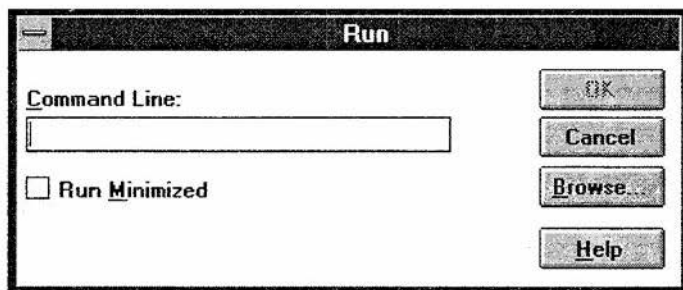 Run
Command Line:
OK
Cancel
Run Minimized
Browse...
Help